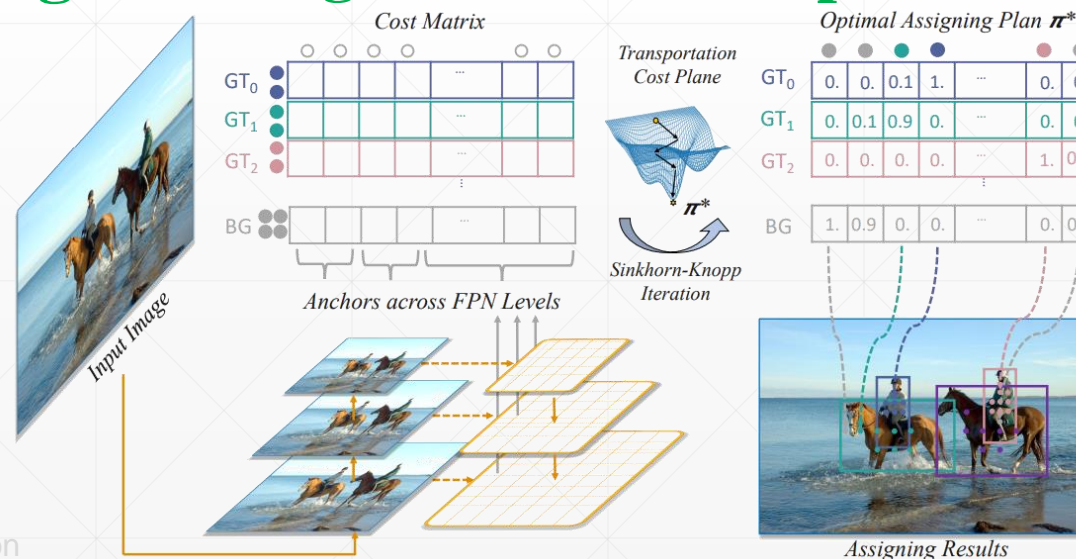 Cost Matrix
GT0
GT1
GT2
BG
...
...
...
...
Anchors across FPN Levels
Input Image
Transportation
Cost Plane
π*
Sinkhorn-Knopp
Iteration
Optimal Assigning Plan π*
GT0 0. 0. 0.1 1. ... 0.
GT1 0. 0.1 0.9 0. ... 0.
GT2 0. 0. 0. 0. ... 1.
BG 1. 0.9 0. 0. ... 0.
Assigning Results